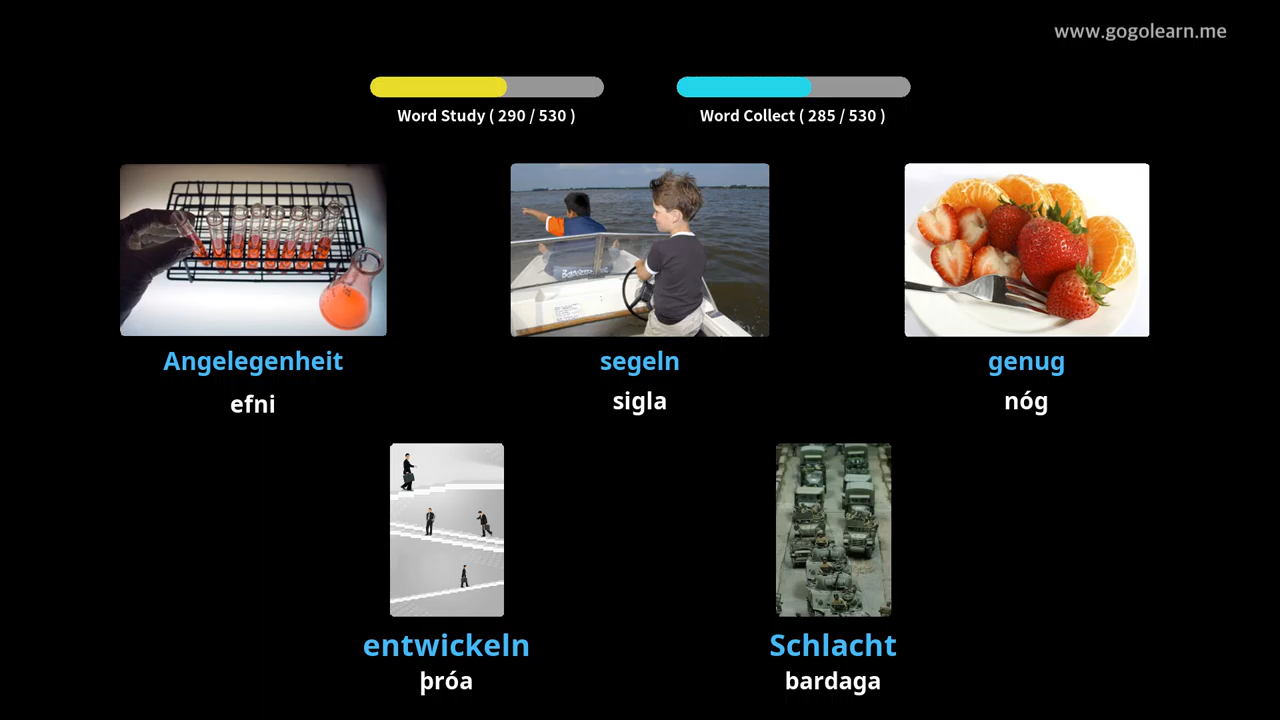 www.gogolearn.me
Word Study ( 290 / 530 )
Word Collect ( 285 / 530 )
Angelegenheit
efni
segeln
sigla
genug
nóg
entwickeln
þróa
Schlacht
bardaga